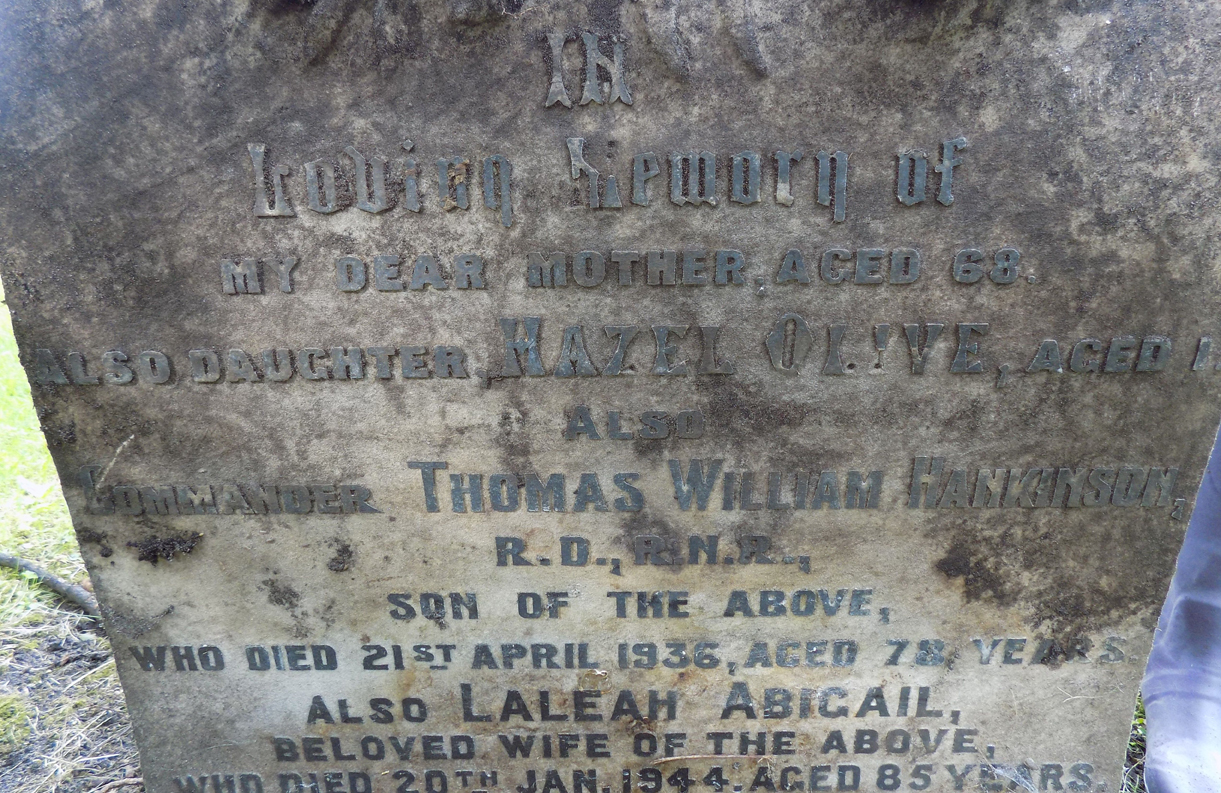 IN
Loving Memory of
MY DEAR MOTHER, AGED 68.
ALSO DAUGHTER, HAZEL OLIVE, AGED
ALSO
COMMANDER THOMAS WILLIAM HANKINSON,
R.D., R.N.R.,
SON OF THE ABOVE,
WHO DIED 21ST APRIL 1936, AGED 78 YEARS.
ALSO LALEAH ABIGAIL,
BELOVED WIFE OF THE ABOVE,
WHO DIED 20TH JAN. 1944. AGED 85 YEARS.